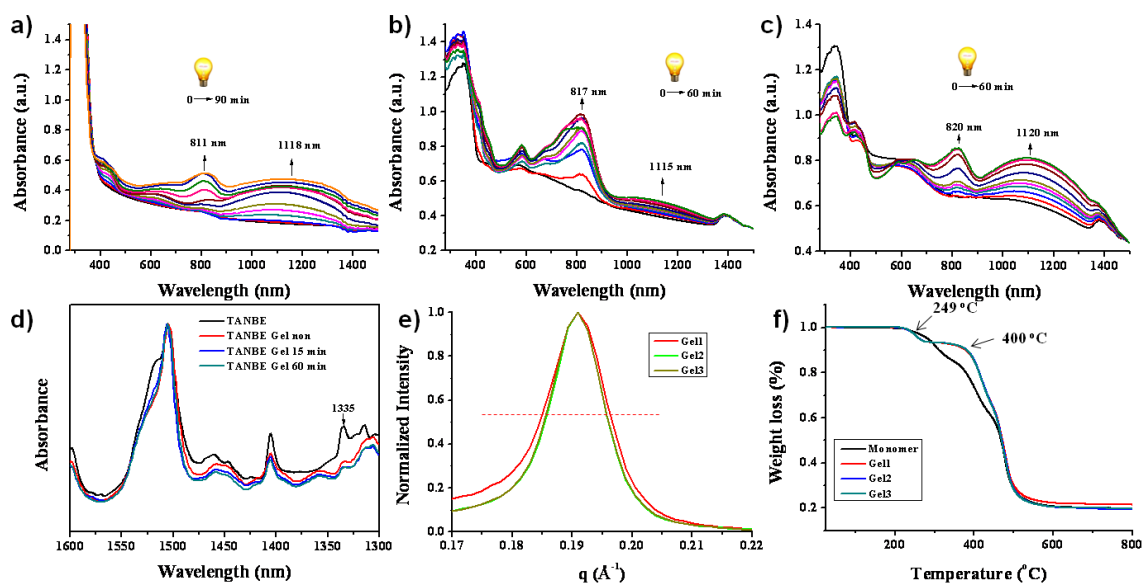 a)
Absorbance (a.u.)
1.4
1.2
1.0
0.8
0.6
0.4
0.2
0.0
0 → 90 min
811 nm
1118 nm
400 600 800 1000 1200 1400
Wavelength (nm)
b)
Absorbance (a.u.)
1.4
1.2
1.0
0.8
0.6
0.4
0.2
0 → 60 min
817 nm
1115 nm
400 600 800 1000 1200 1400
Wavelength (nm)
c)
Absorbance (a.u.)
1.4
1.2
1.0
0.8
0.6
0.4
0 → 60 min
820 nm
1120 nm
400 600 800 1000 1200 1400
Wavelength (nm)
d)
Absorbance
TANBE
TANBE Gel non
TANBE Gel 15 min
TANBE Gel 60 min
1335
1600 1550 1500 1450 1400 1350 1300
Wavelength (nm)
e)
Normalized Intensity
1.0
0.8
0.6
0.4
0.2
0.0
Gel1
Gel2
Gel3
0.17 0.18 0.19 0.20 0.21 0.22
q (Å⁻¹)
f)
Weight loss (%)
1.2
1.0
0.8
0.6
0.4
0.2
249 °C
400 °C
Monomer
Gel1
Gel2
Gel3
200 400 600 800
Temperature (°C)